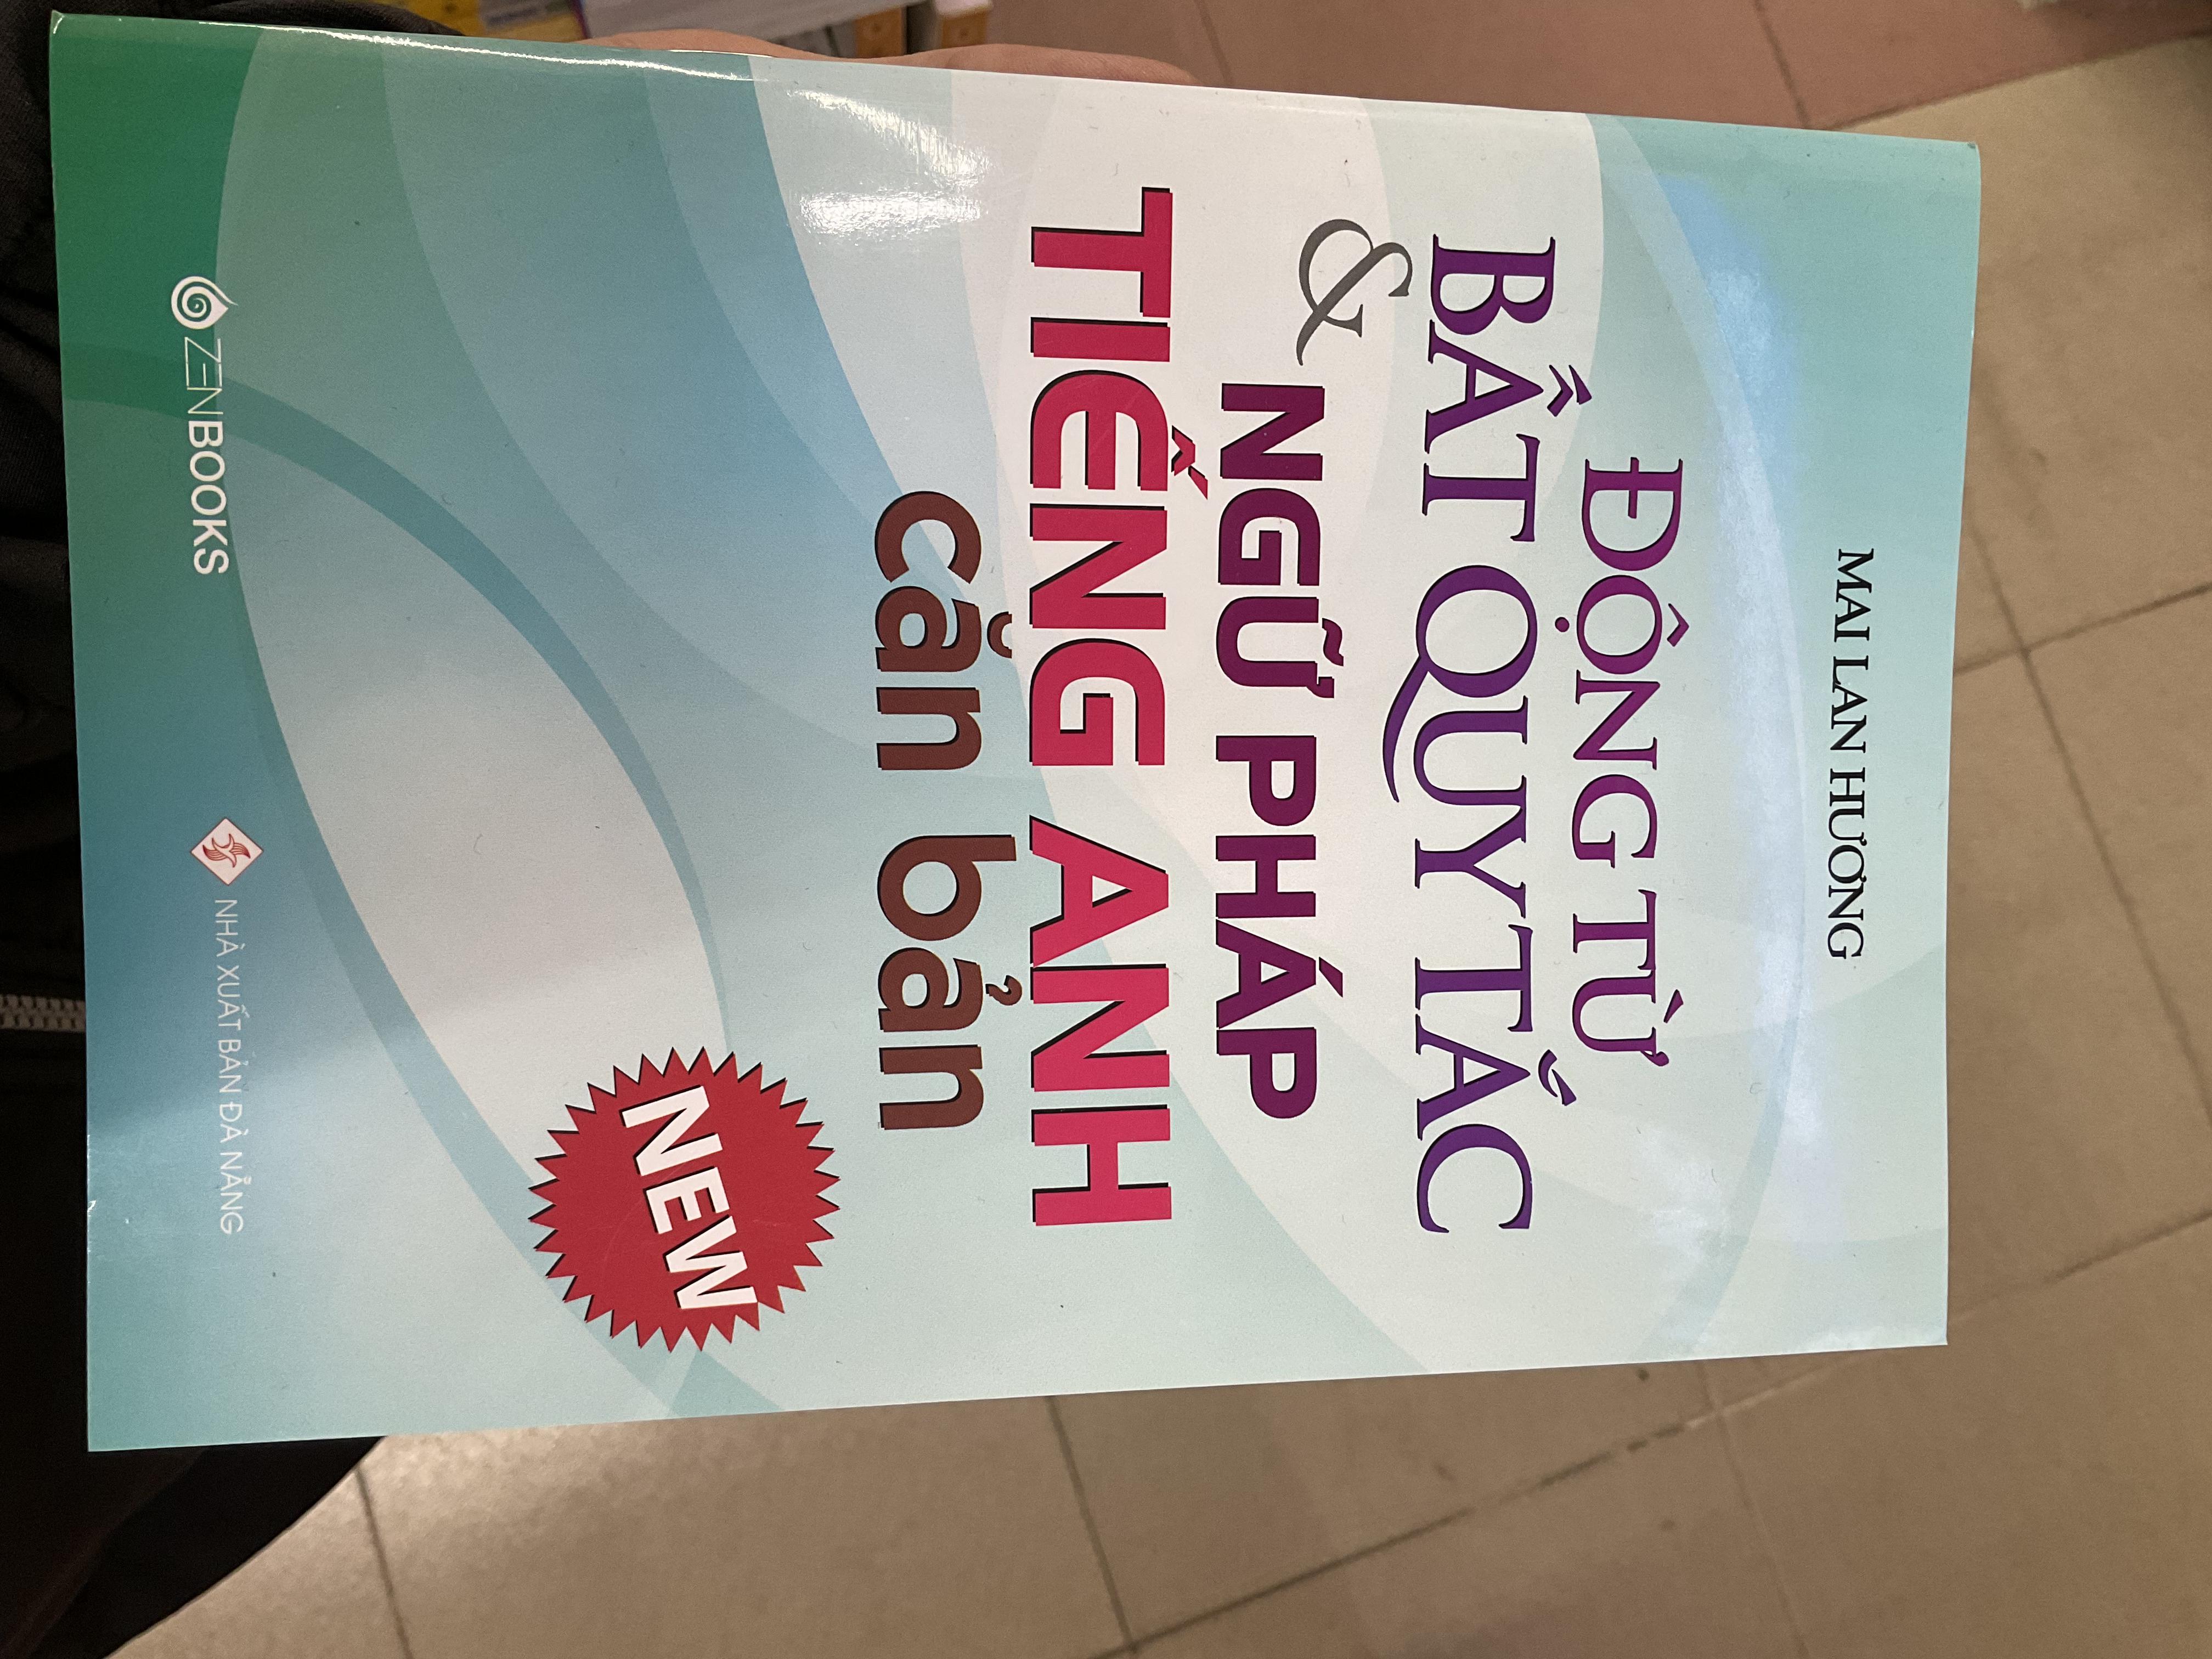 MAI LAN HƯƠNG
ĐỘNG TỪ
BẤT QUY TẮC
& NGỮ PHÁP
TIẾNG ANH
căn bản
NEW
ZENBOOKS
NHÀ XUẤT BẢN ĐÀ NẴNG